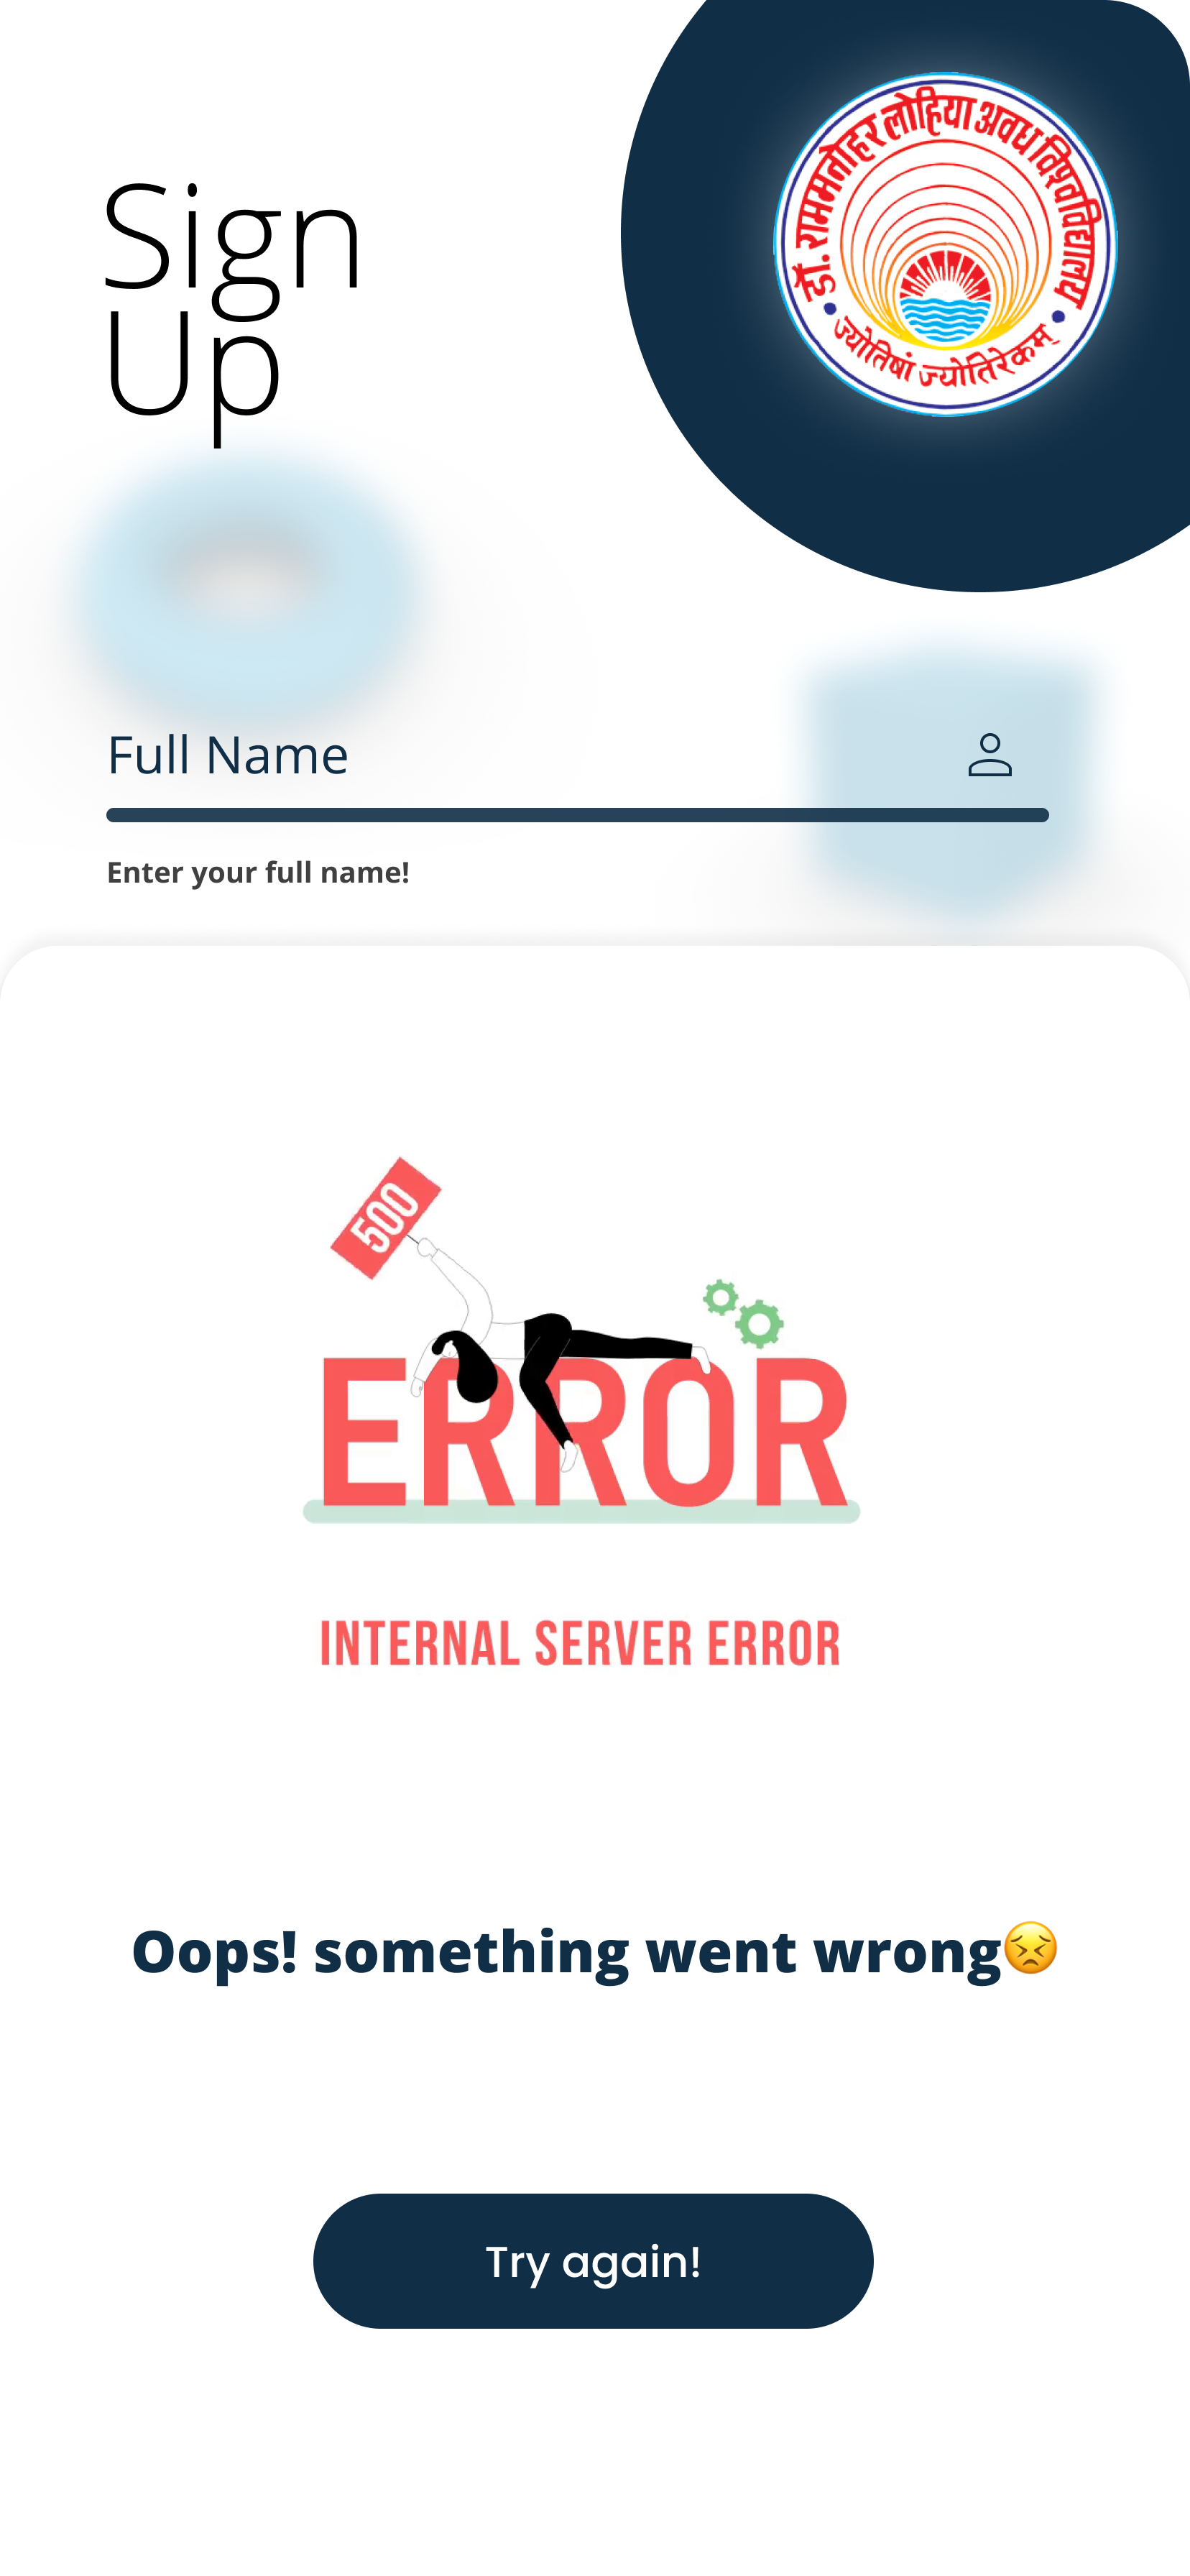 डॉ. राममनोहर लोहिया अवध विश्वविद्यालय
ज्योतिषां ज्योतिरेकम्
Sign
Up
Full Name
Enter your full name!
500
ERROR
INTERNAL SERVER ERROR
Oops! something went wrong😣
Try again!